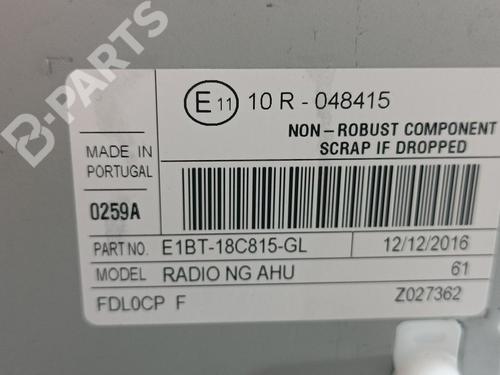 B-PARTS
E11 10 R - 048415
NON - ROBUST COMPONENT
SCRAP IF DROPPED
MADE IN
PORTUGAL
0259A
PART NO. E1BT-18C815-GL 12/12/2016
MODEL RADIO NG AHU 61
FDL0CP F Z027362